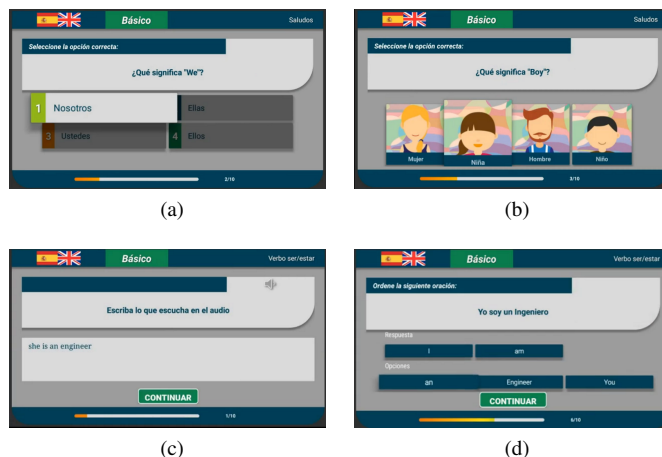 Básico
Saludos
Seleccione la opción correcta:
¿Qué significa "We"?
1 Nosotros
Ellas
3 Ustedes
4 Ellos
2/10
(a)
Básico
Saludos
Seleccione la opción correcta:
¿Qué significa "Boy"?
Mujer
Niña
Hombre
Niño
3/10
(b)
Básico
Verbo ser/estar
Escriba lo que escucha en el audio
she is an engineer
CONTINUAR
1/10
(c)
Básico
Verbo ser/estar
Ordene la siguiente oración:
Yo soy un Ingeniero
Respuesta
I
am
Opciones
an
Engineer
You
CONTINUAR
6/10
(d)